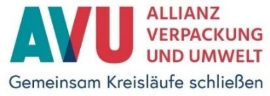 AVU ALLIANZ
VERPACKUNG
UND UMWELT
Gemeinsam Kreisläufe schließen